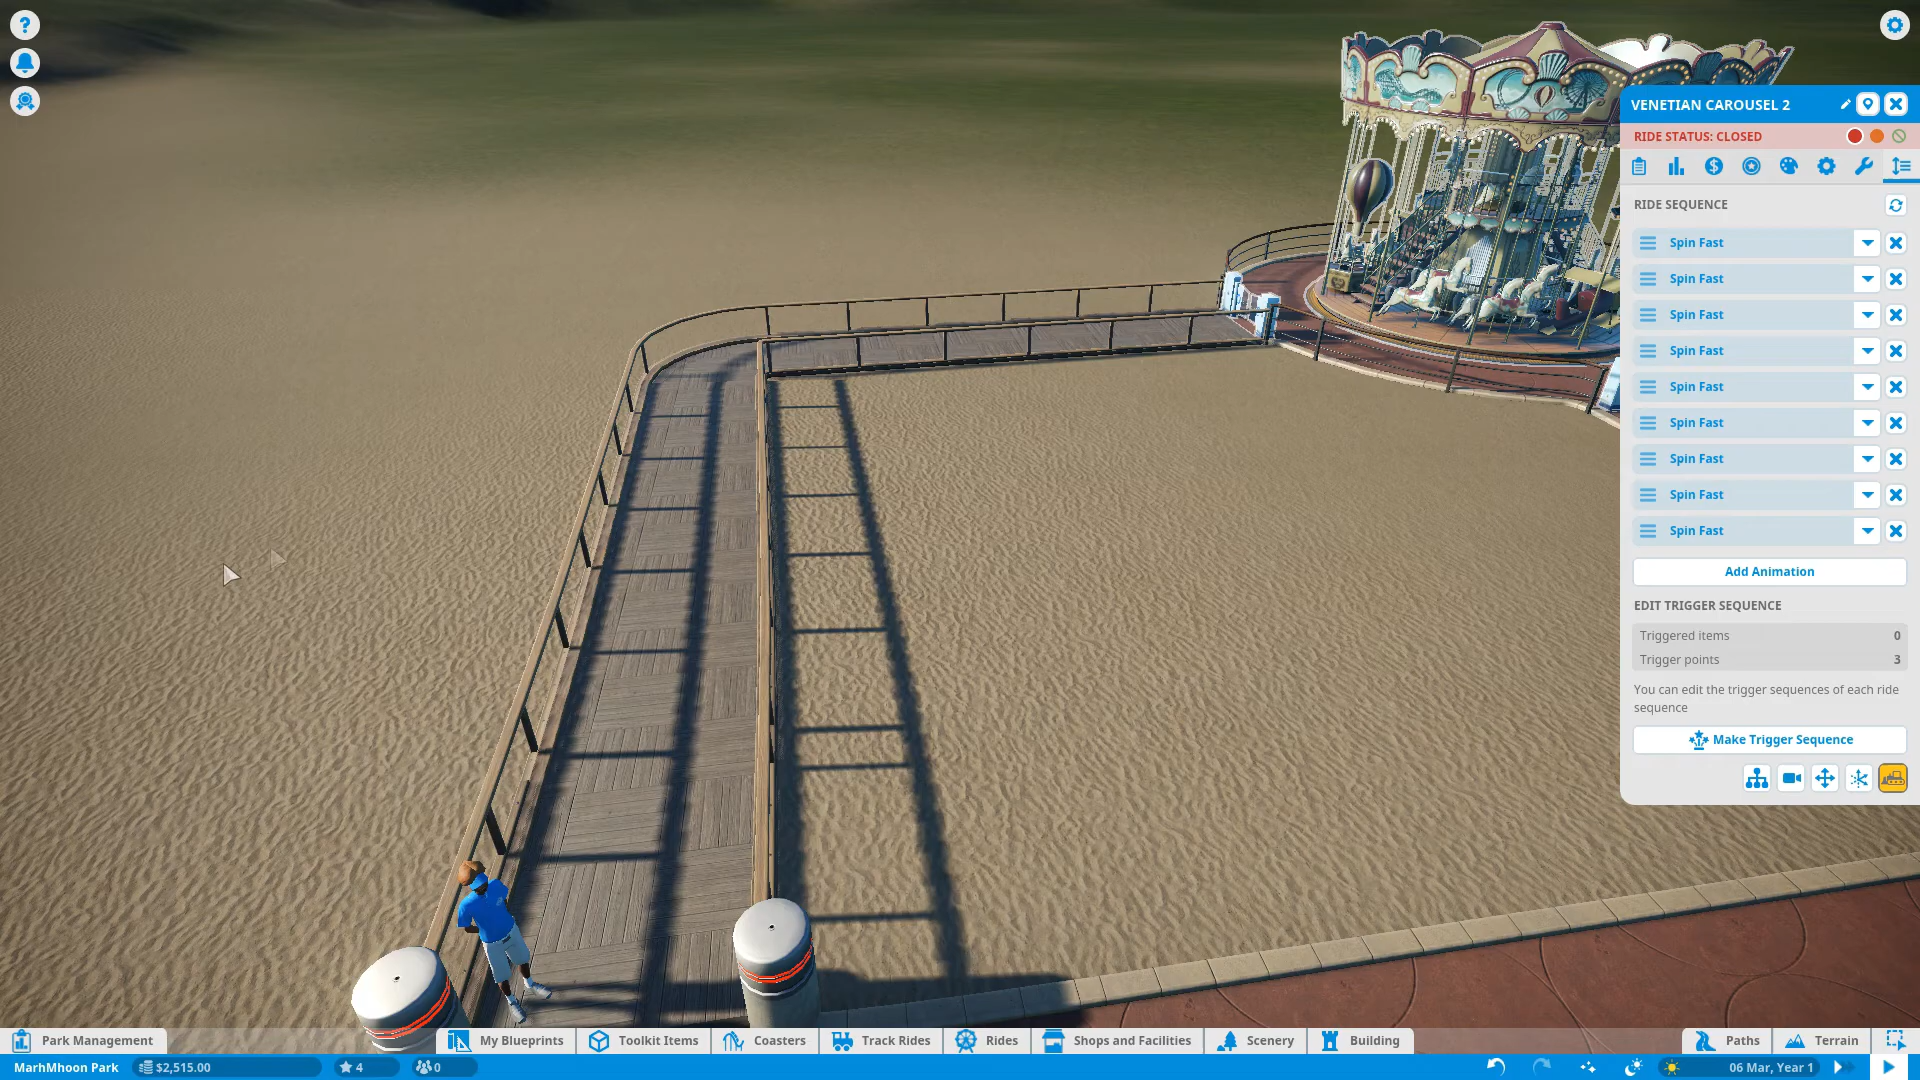 VENETIAN CAROUSEL 2
RIDE STATUS: CLOSED
RIDE SEQUENCE
Spin Fast
Spin Fast
Spin Fast
Spin Fast
Spin Fast
Spin Fast
Spin Fast
Spin Fast
Spin Fast
Add Animation
EDIT TRIGGER SEQUENCE
Triggered items 0
Trigger points 3
You can edit the trigger sequences of each ride
sequence
Make Trigger Sequence
Park Management
My Blueprints
Toolkit Items
Coasters
Track Rides
Rides
Shops and Facilities
Scenery
Building
Paths
Terrain
MarhMhoon Park
$2,515.00
4
0
06 Mar, Year 1